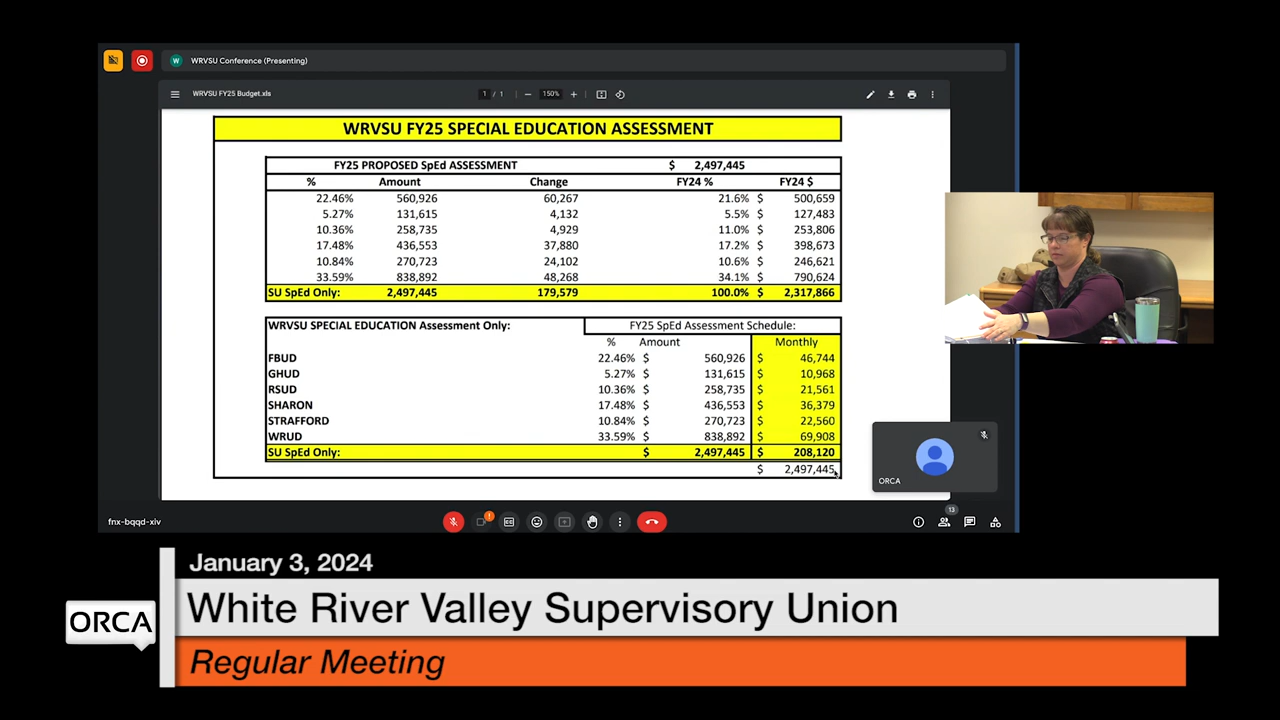 WRVSU Conference (Presenting)
WRVSU FY25 Budget.xls
1 / 1
150%
WRVSU FY25 SPECIAL EDUCATION ASSESSMENT
FY25 PROPOSED SpEd ASSESSMENT $ 2,497,445
% Amount Change FY24 % FY24 $
22.46% 560,926 60,267 21.6% $ 500,659
5.27% 131,615 4,132 5.5% $ 127,483
10.36% 258,735 4,929 11.0% $ 253,806
17.48% 436,553 37,880 17.2% $ 398,673
10.84% 270,723 24,102 10.6% $ 246,621
33.59% 838,892 48,268 34.1% $ 790,624
SU SpEd Only: 2,497,445 179,579 100.0% $ 2,317,866
WRVSU SPECIAL EDUCATION Assessment Only: FY25 SpEd Assessment Schedule:
% Amount Monthly
FBUD 22.46% $ 560,926 $ 46,744
GHUD 5.27% $ 131,615 $ 10,968
RSUD 10.36% $ 258,735 $ 21,561
SHARON 17.48% $ 436,553 $ 36,379
STRAFFORD 10.84% $ 270,723 $ 22,560
WRUD 33.59% $ 838,892 $ 69,908
SU SpEd Only: $ 2,497,445 $ 208,120
$ 2,497,445
ORCA
fnx-bqqd-xiv
13
January 3, 2024
White River Valley Supervisory Union
ORCA
Regular Meeting